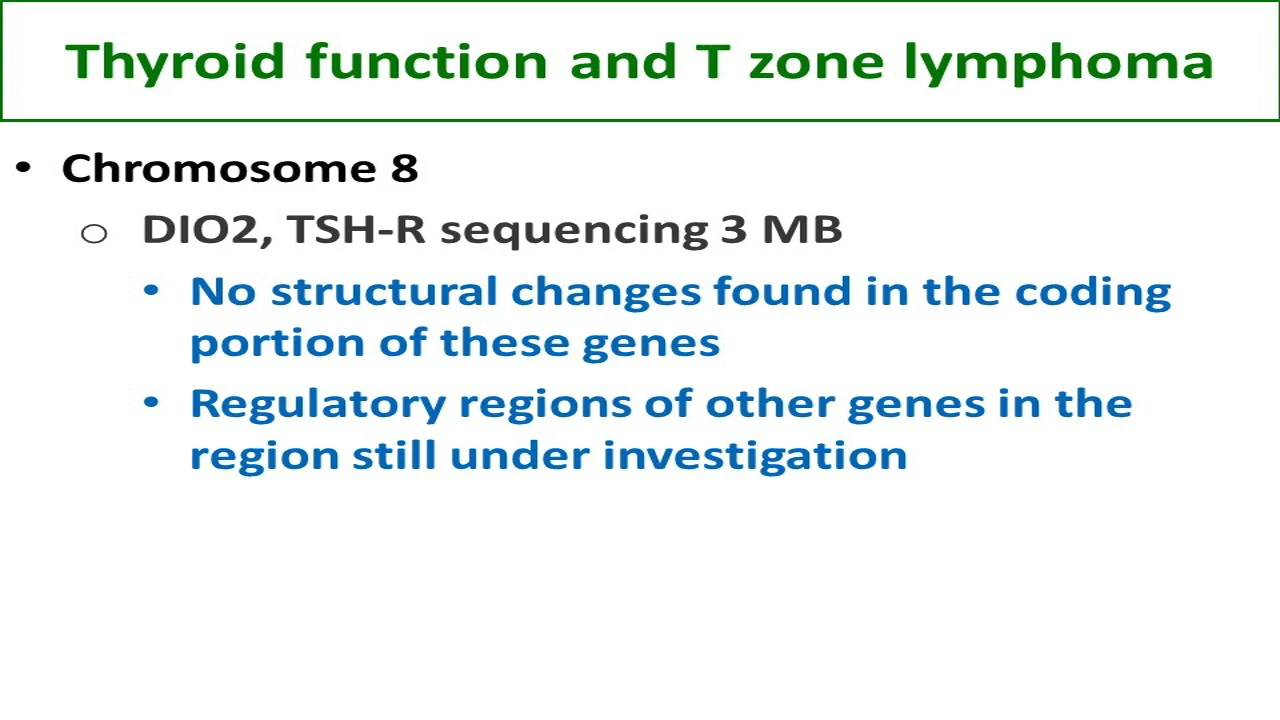 Thyroid function and T zone lymphoma
• Chromosome 8
o DIO2, TSH-R sequencing 3 MB
• No structural changes found in the coding
portion of these genes
• Regulatory regions of other genes in the
region still under investigation